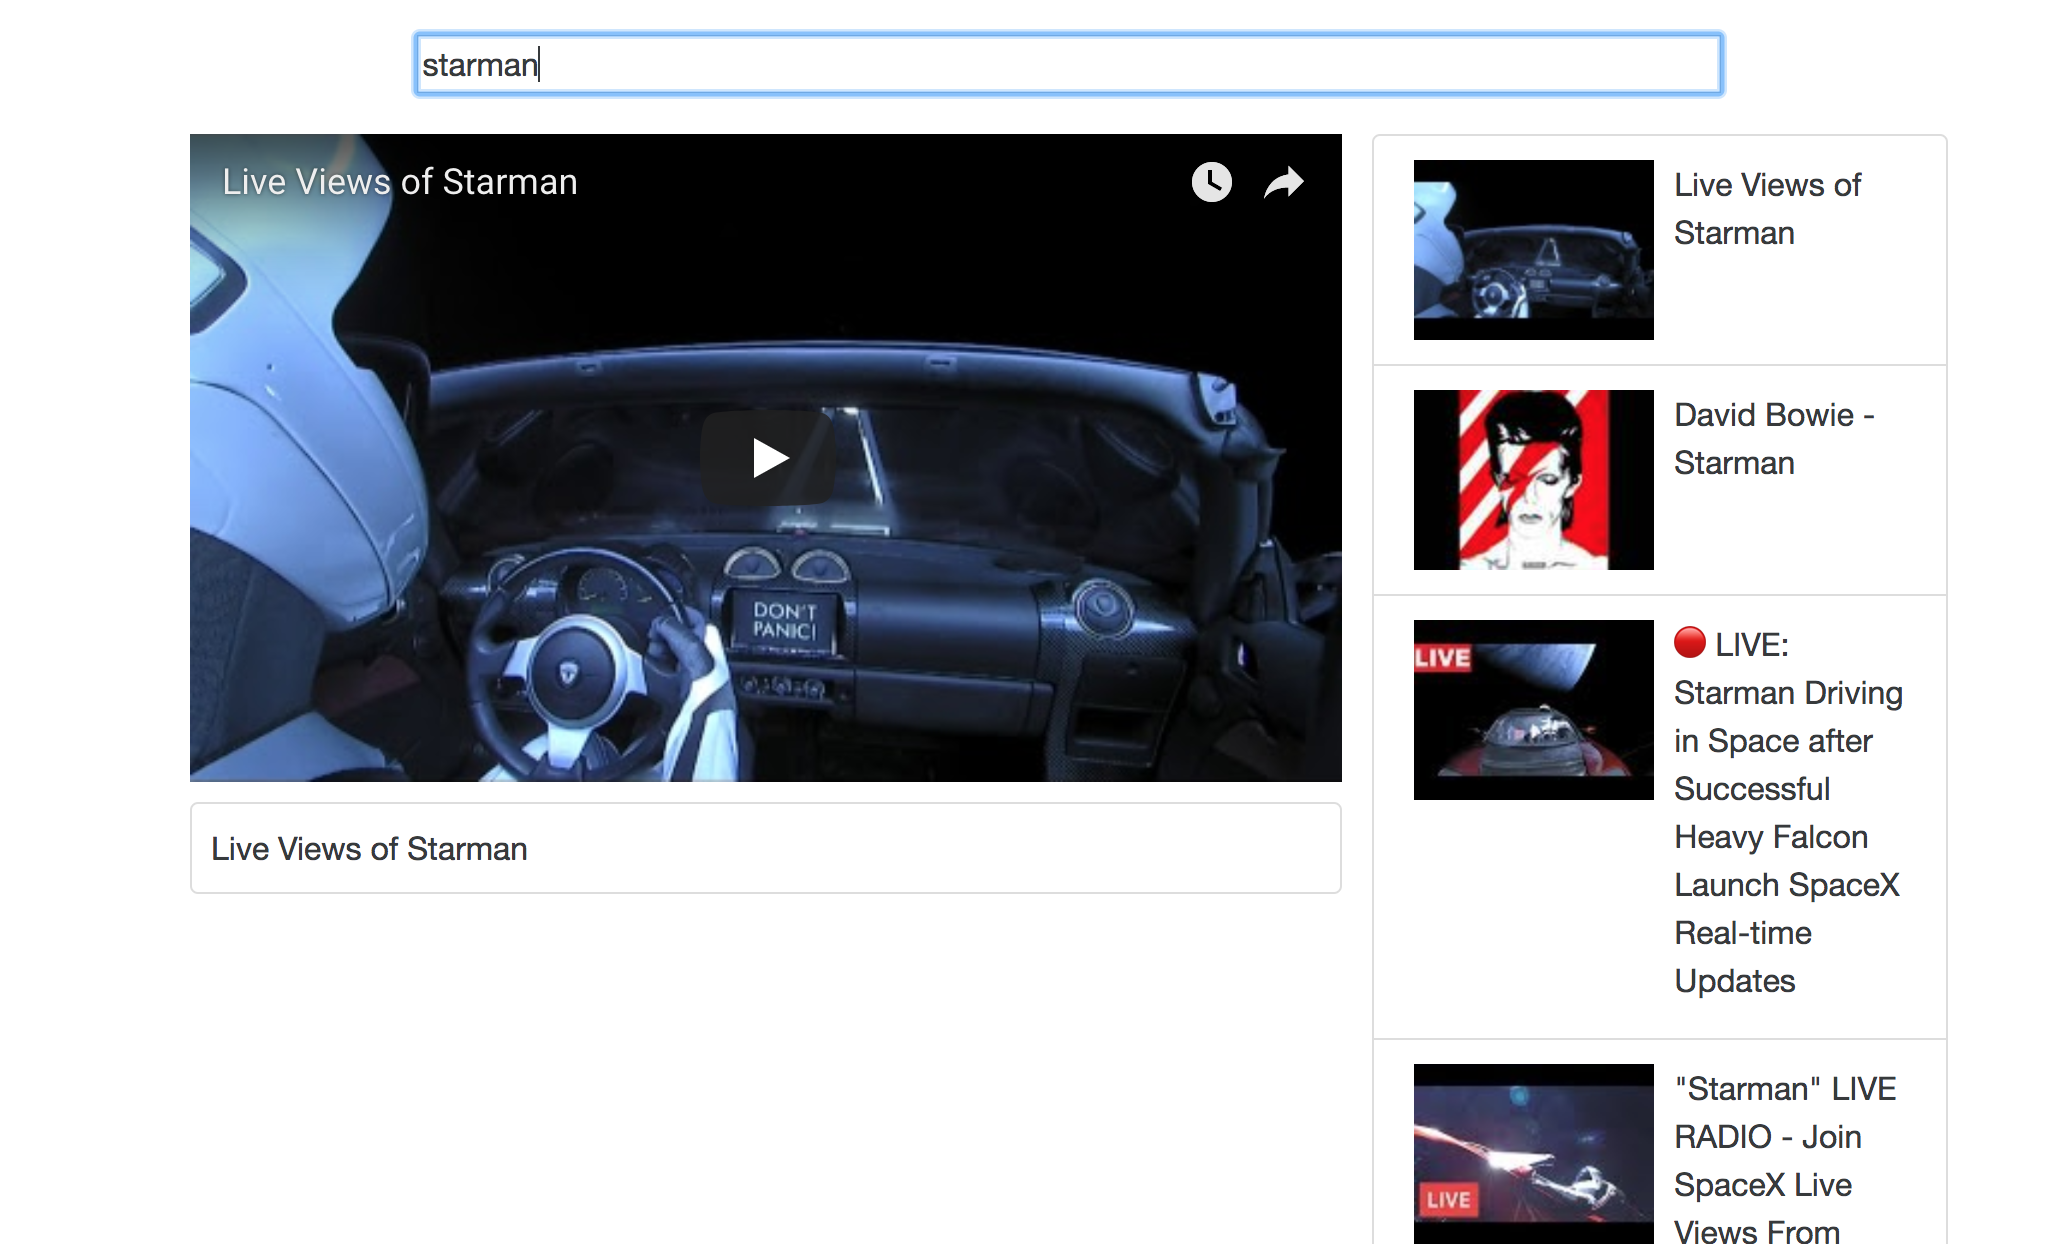 starman
Live Views of Starman
DON'T
PANIC!
Live Views of Starman
Live Views of
Starman
David Bowie -
Starman
LIVE
LIVE:
Starman Driving
in Space after
Successful
Heavy Falcon
Launch SpaceX
Real-time
Updates
LIVE
"Starman" LIVE
RADIO - Join
SpaceX Live
Views From